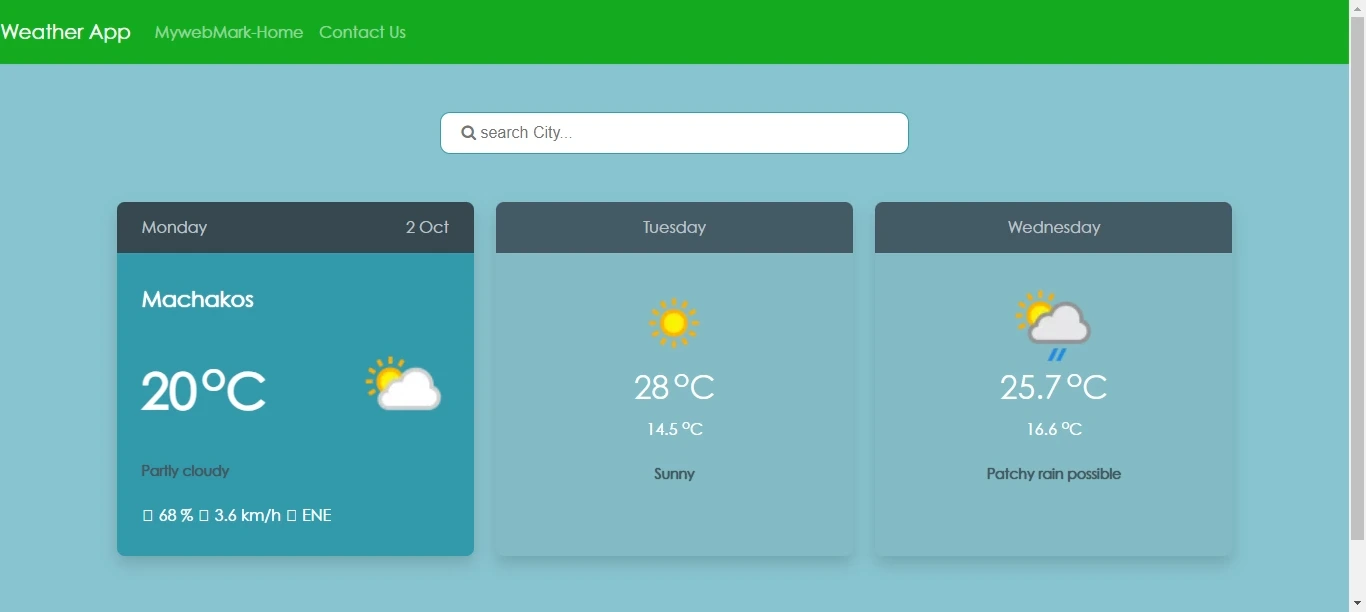 Weather App MywebMark-Home Contact Us
search City...
Monday 2 Oct
Machakos
20°C
Partly cloudy
68 % 3.6 km/h ENE
Tuesday
28°C
14.5 °C
Sunny
Wednesday
25.7°C
16.6 °C
Patchy rain possible